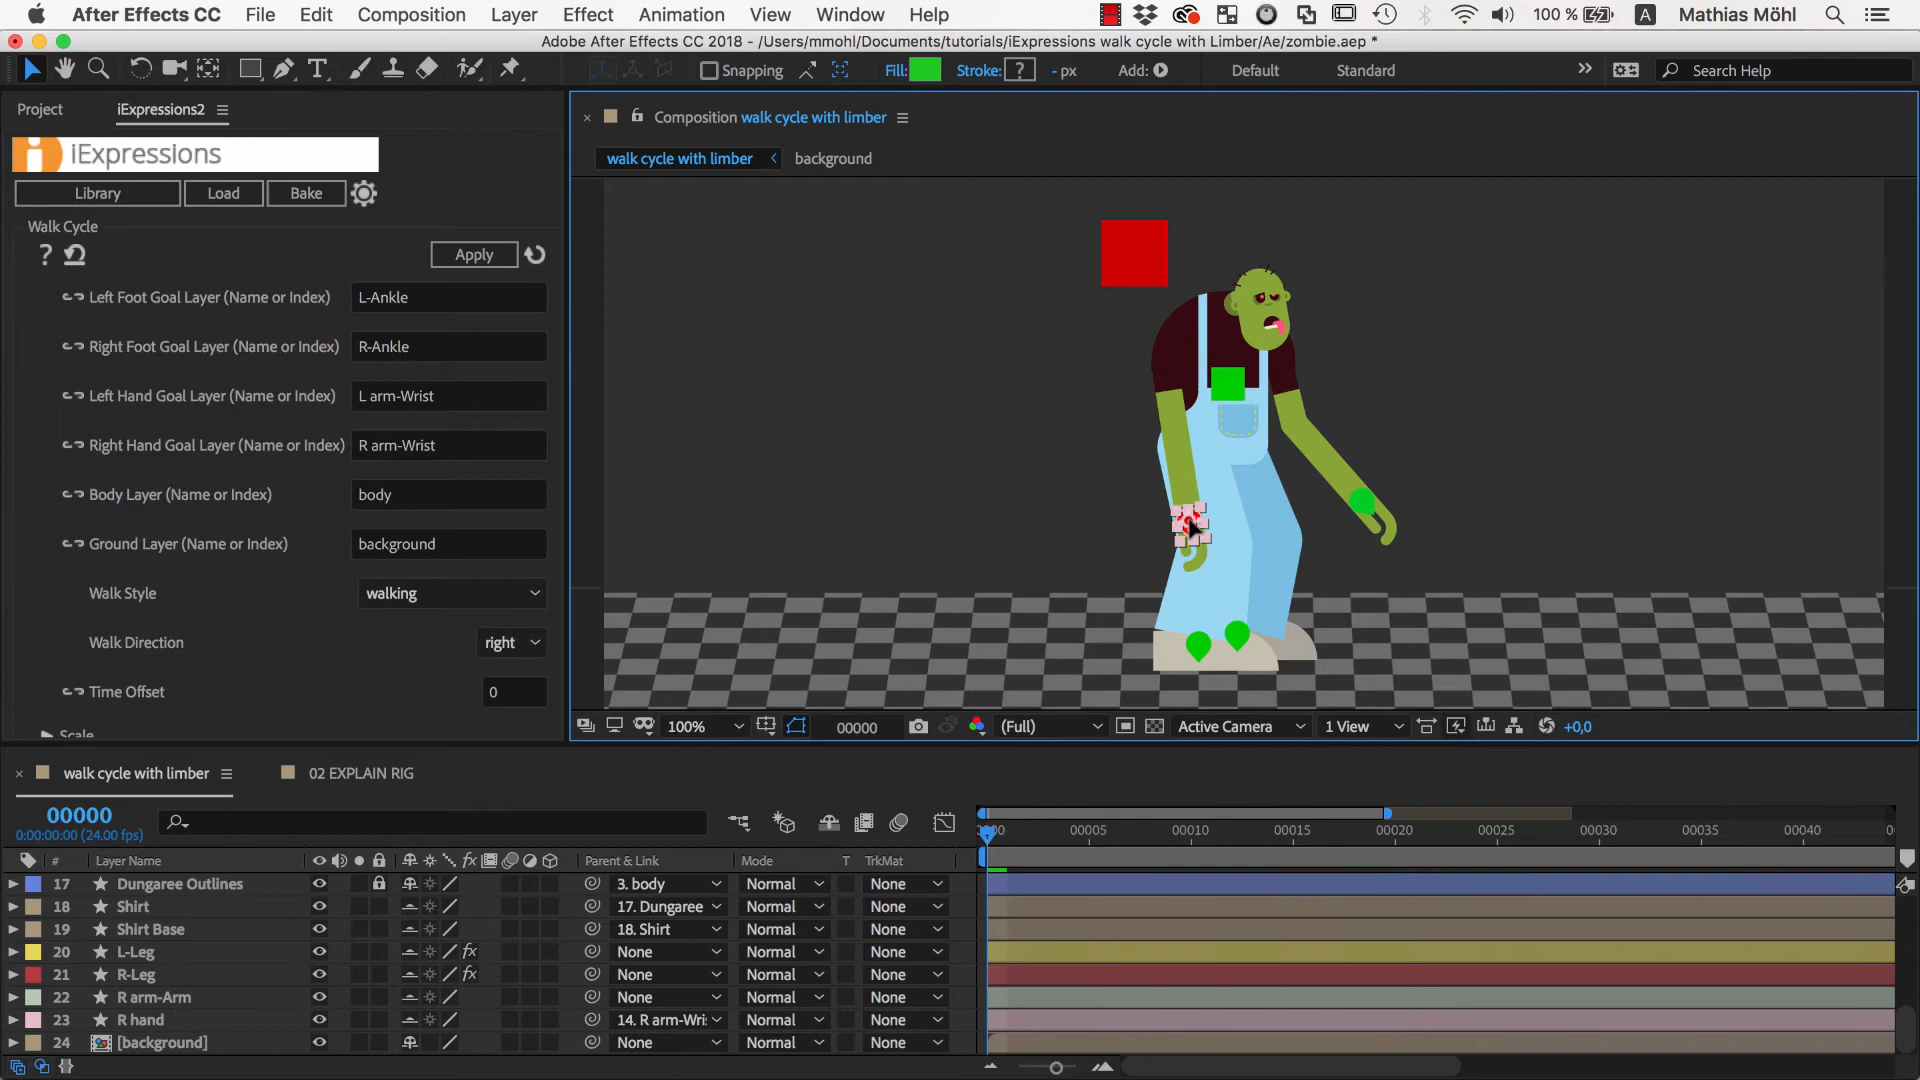 After Effects CC File Edit Composition Layer Effect Animation View Window Help 100 % A Mathias Möhl
Adobe After Effects CC 2018 - /Users/mmohl/Documents/tutorials/iExpressions walk cycle with Limber/Ae/zombie.aep *
Snapping Fill: Stroke: ? - px Add: Default Standard Search Help
Project iExpressions2
Composition walk cycle with limber
iExpressions
walk cycle with limber background
Library Load Bake
Walk Cycle
? Apply
Left Foot Goal Layer (Name or Index) L-Ankle
Right Foot Goal Layer (Name or Index) R-Ankle
Left Hand Goal Layer (Name or Index) L arm-Wrist
Right Hand Goal Layer (Name or Index) R arm-Wrist
Body Layer (Name or Index) body
Ground Layer (Name or Index) background
Walk Style walking
Walk Direction right
Time Offset 0
Scale
100% 00000 (Full) Active Camera 1 View +0,0
walk cycle with limber 02 EXPLAIN RIG
00000
0:00:00:00 (24.00 fps)
00005 00010 00015 00020 00025 00030 00035 00040
# Layer Name fx Parent & Link Mode T TrkMat
17 Dungaree Outlines 3. body Normal None
18 Shirt 17. Dungaree Normal None
19 Shirt Base 18. Shirt Normal None
20 L-Leg fx None Normal None
21 R-Leg fx None Normal None
22 R arm-Arm None Normal None
23 R hand 14. R arm-Wri Normal None
24 [background] None Normal None